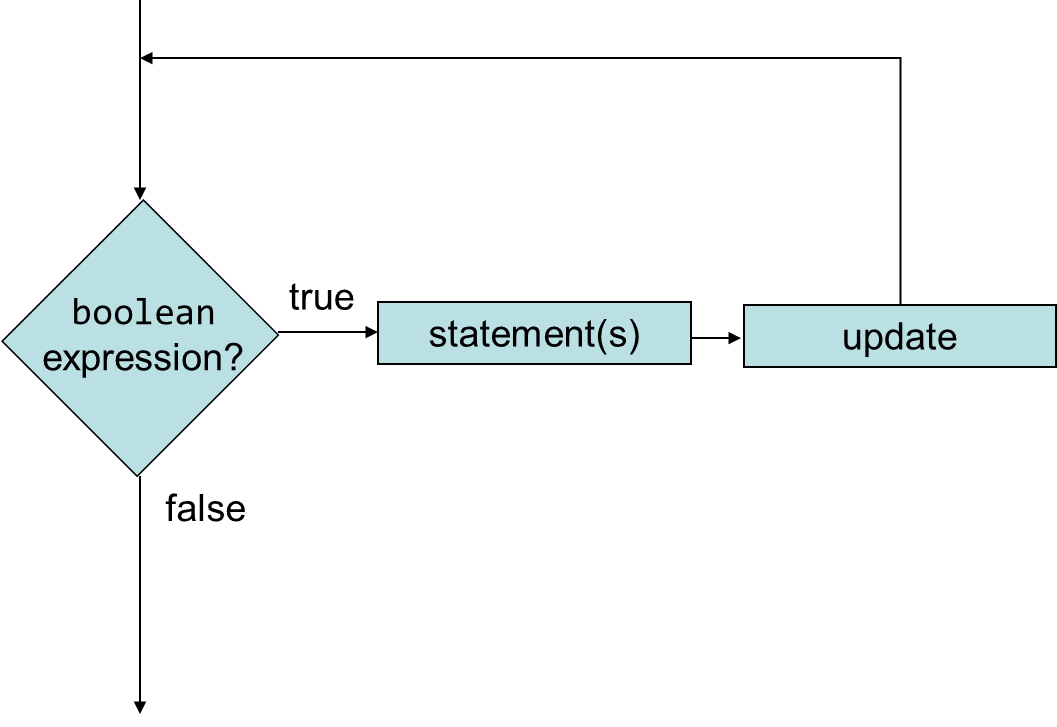 boolean
expression?
true
statement(s)
update
false